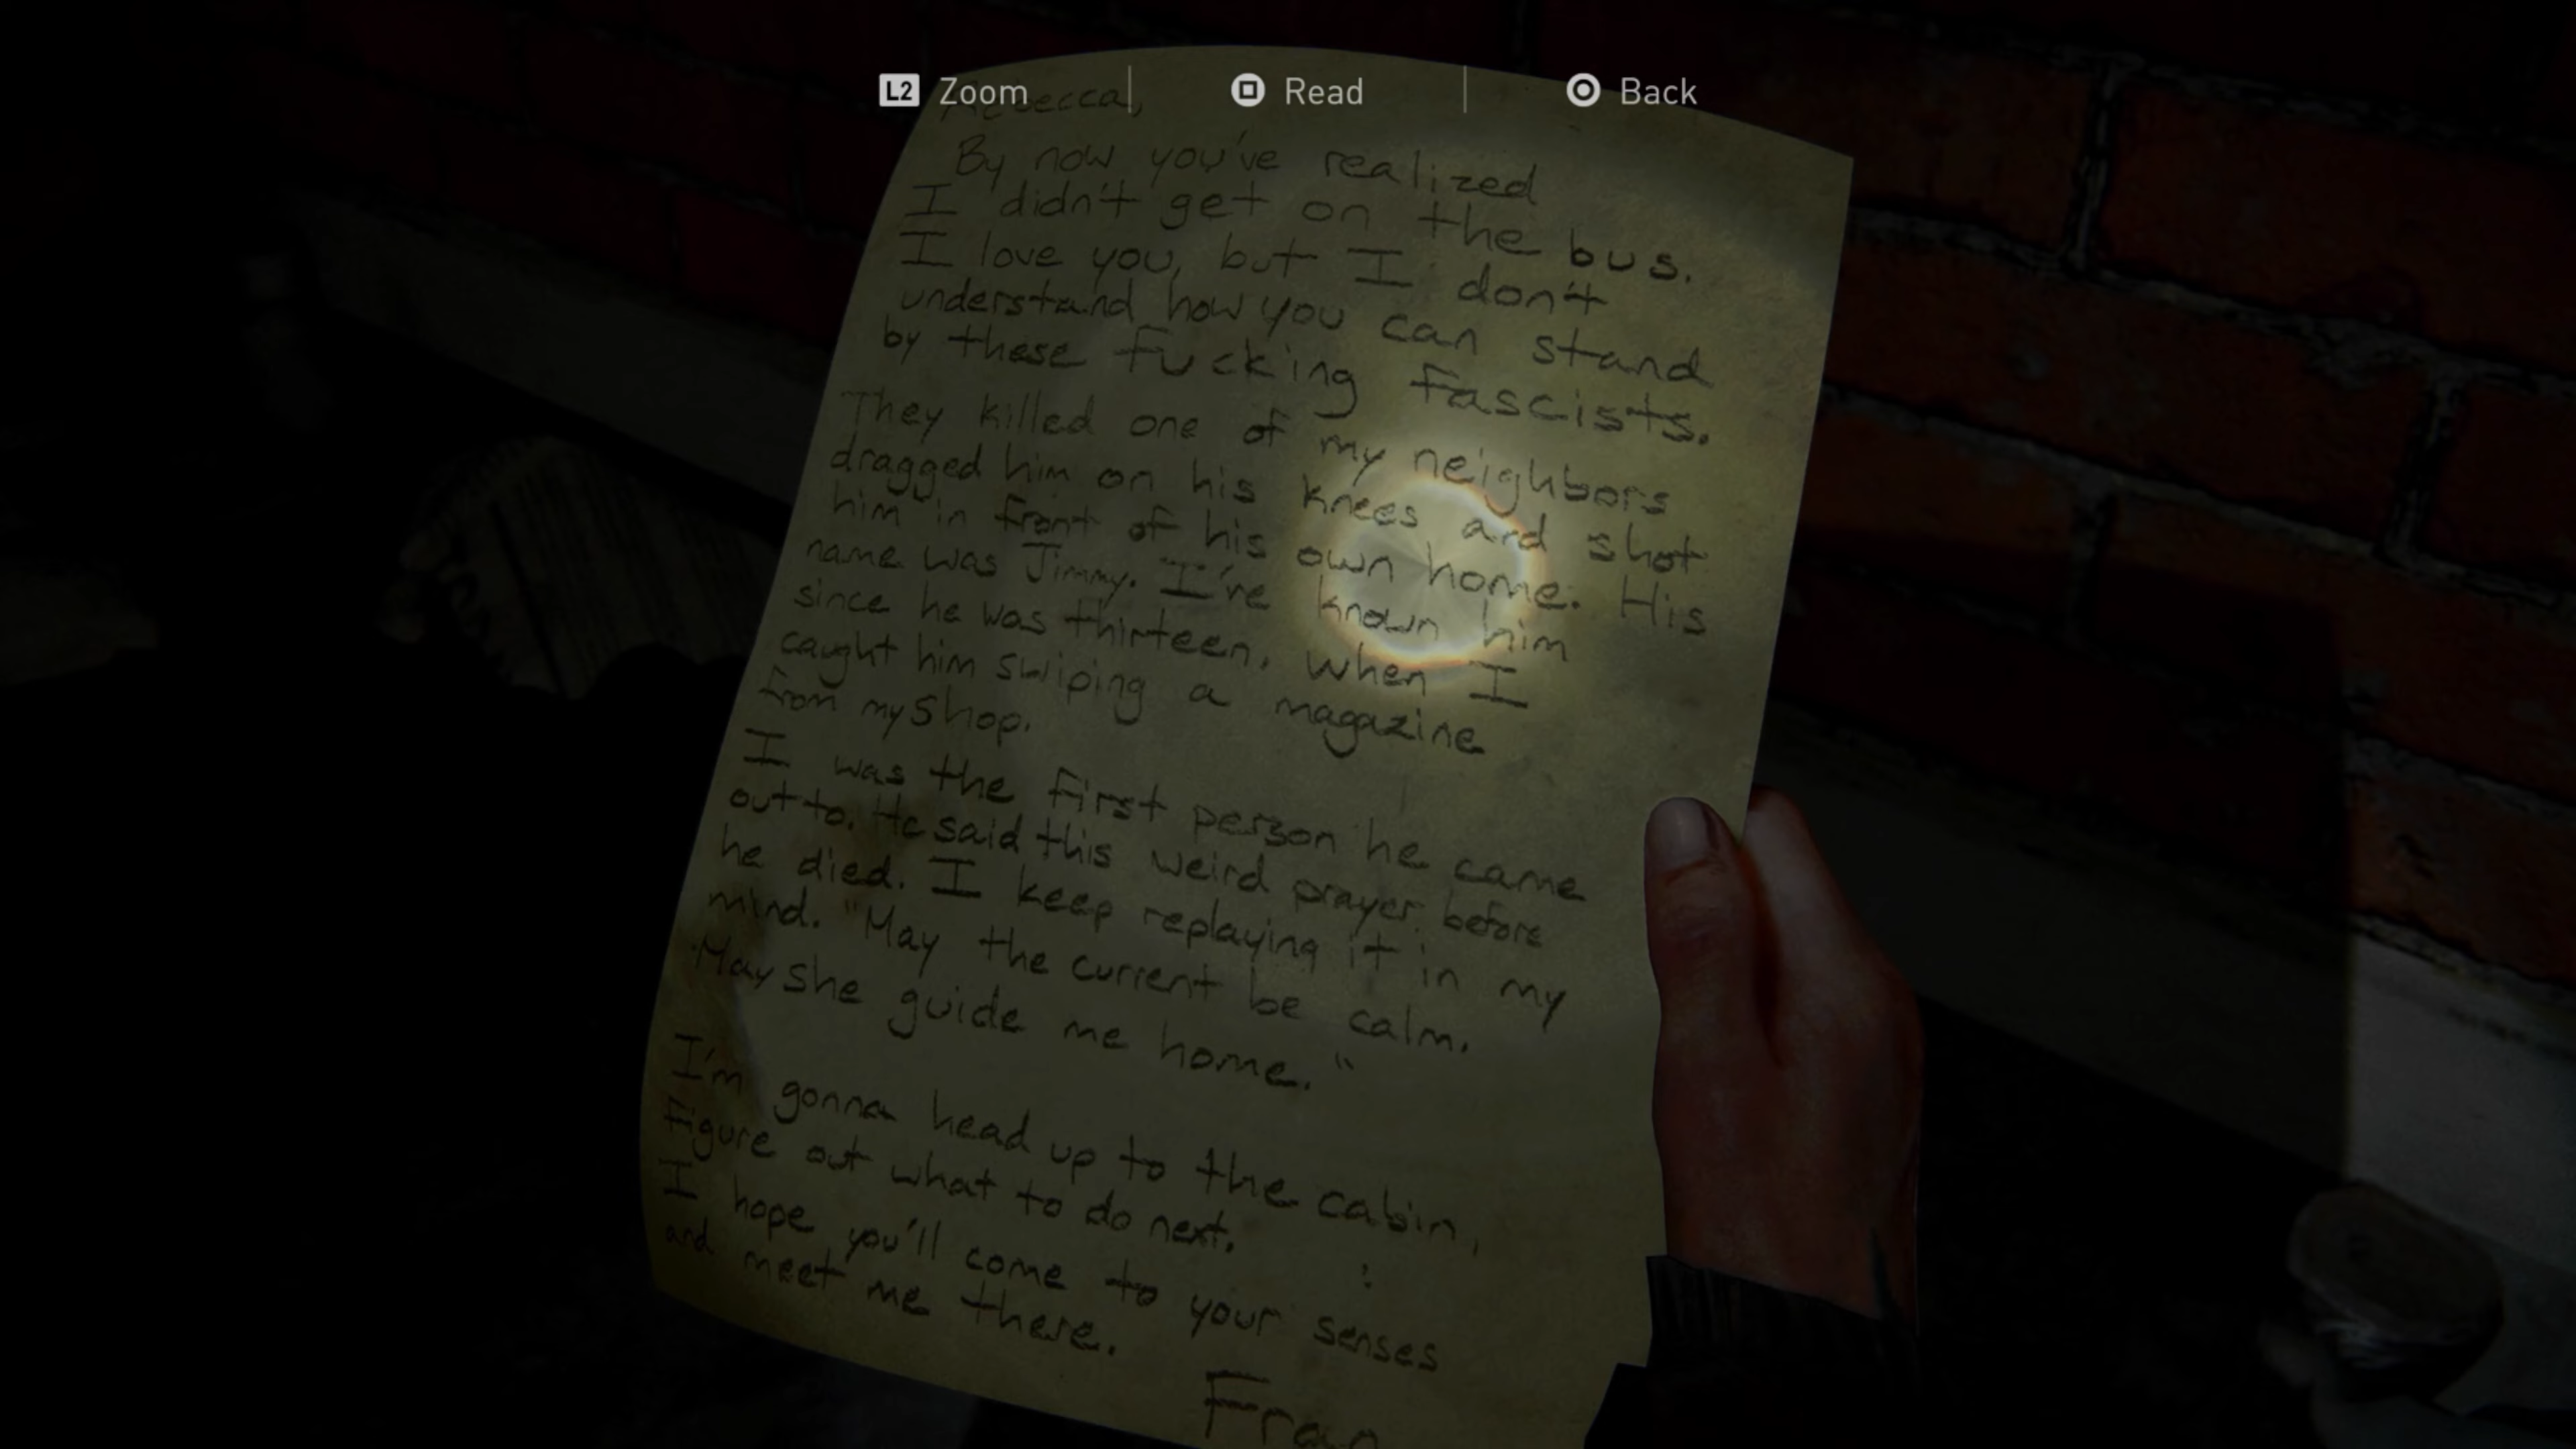 L2 Zoom | Read | Back
Rebecca,
By now you've realized
I didn't get on the bus.
I love you, but I don't
understand how you can stand
by these fucking fascists.
They killed one of my neighbors
dragged him on his knees and shot
him in front of his own home. His
name was Jimmy. I've known him
since he was thirteen, when I
caught him swiping a magazine
from my shop.
I was the first person he came
out to. He said this weird prayer before
he died. I keep replaying it in my
mind. "May the current be calm.
May she guide me home."
I'm gonna head up to the cabin,
figure out what to do next.
I hope you'll come to your senses
and meet me there.
Fran